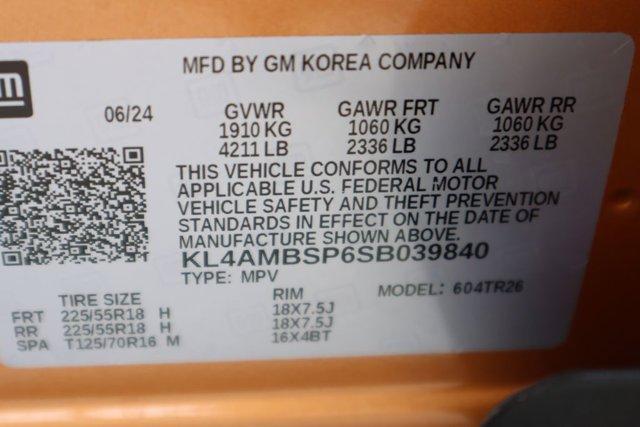 gm
MFD BY GM KOREA COMPANY
06/24 GVWR GAWR FRT GAWR RR
1910 KG 1060 KG 1060 KG
4211 LB 2336 LB 2336 LB
THIS VEHICLE CONFORMS TO ALL
APPLICABLE U.S. FEDERAL MOTOR
VEHICLE SAFETY AND THEFT PREVENTION
STANDARDS IN EFFECT ON THE DATE OF
MANUFACTURE SHOWN ABOVE.
KL4AMBSP6SB039840
TYPE: MPV MODEL: 604TR26
TIRE SIZE RIM
FRT 225/55R18 H 18X7.5J
RR 225/55R18 H 18X7.5J
SPA T125/70R16 M 16X4BT